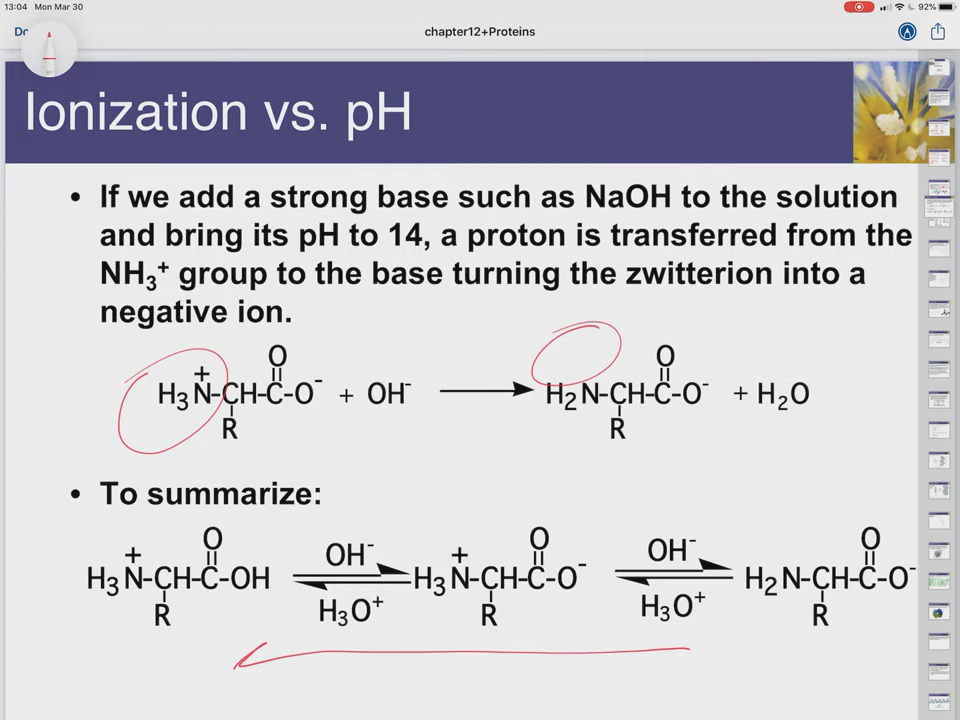 13:04 Mon Mar 30
92%
chapter12+Proteins
Ionization vs. pH
• If we add a strong base such as NaOH to the solution
and bring its pH to 14, a proton is transferred from the
NH₃⁺ group to the base turning the zwitterion into a
negative ion.
+ O O
H₃N-CH-C-O⁻ + OH⁻ H₂N-CH-C-O⁻ + H₂O
R R
• To summarize:
+ O OH⁻ + O OH⁻ O
H₃N-CH-C-OH H₃N-CH-C-O⁻ H₂N-CH-C-O⁻
R H₃O⁺ R H₃O⁺ R